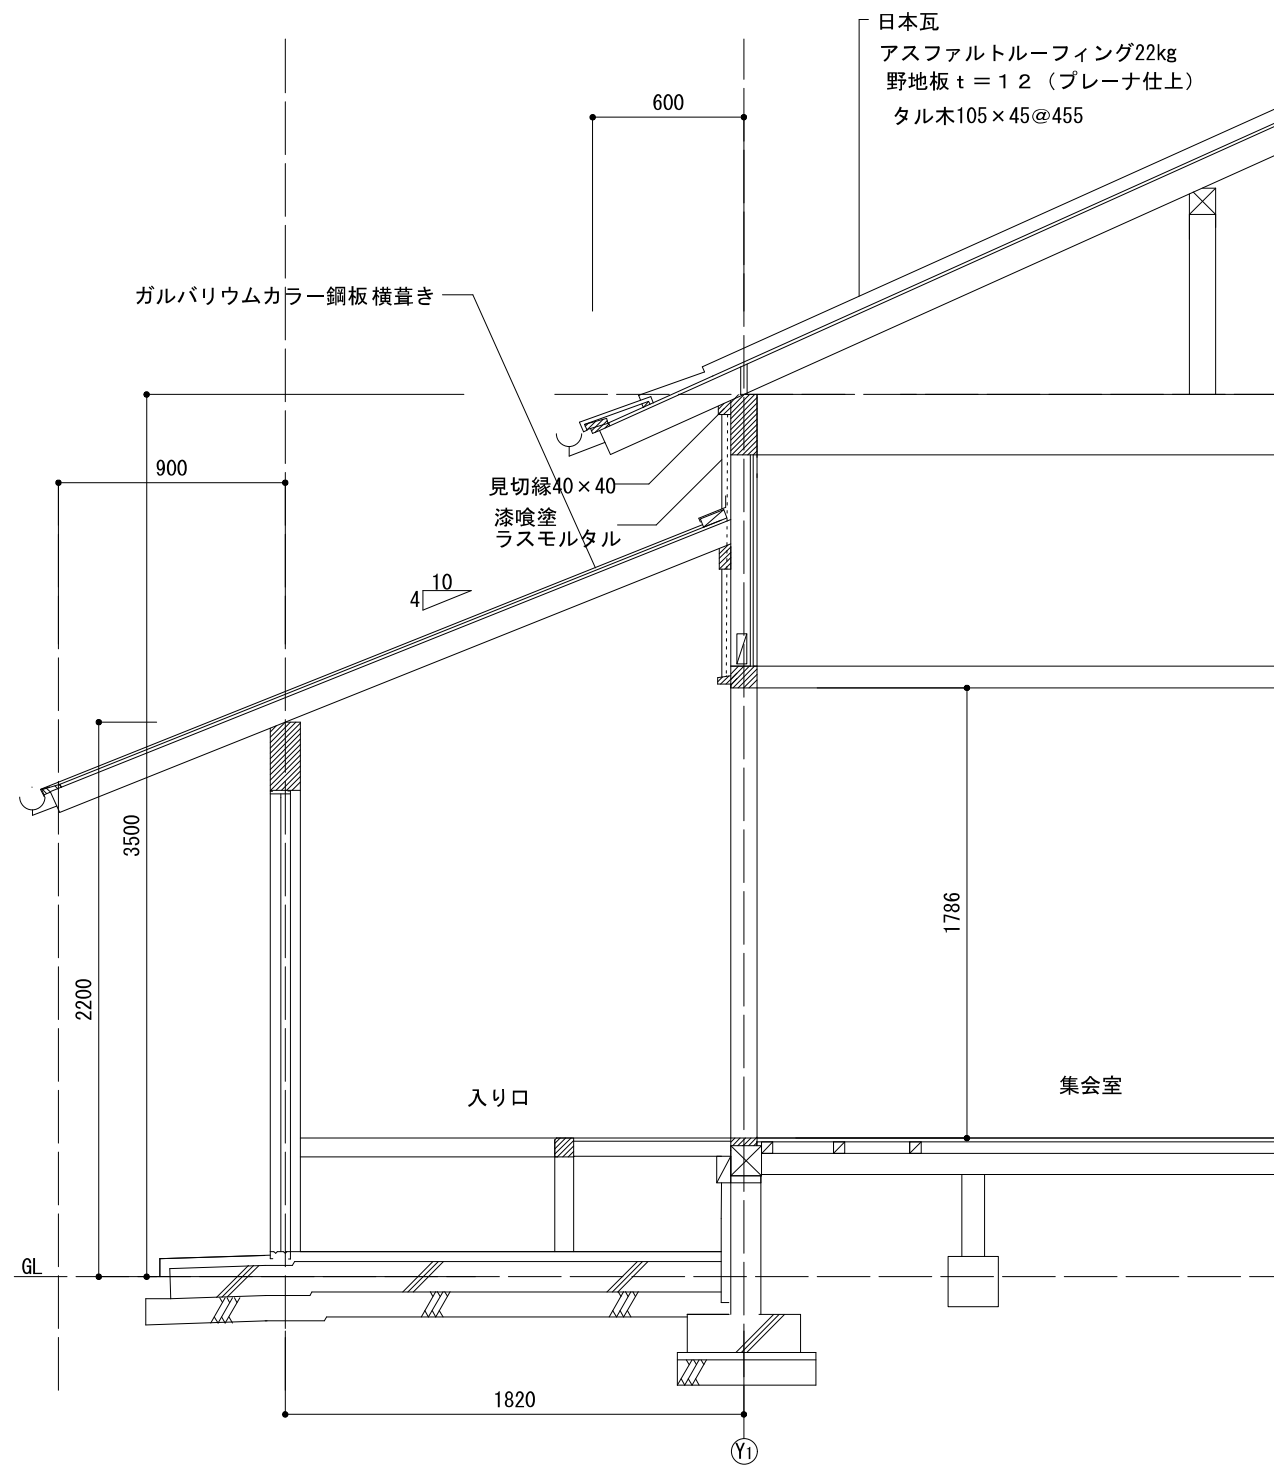 日本瓦
アスファルトルーフィング22kg
野地板ｔ＝１２（プレーナ仕上）
タル木105×45@455
600
ガルバリウムカラー鋼板横葺き
900
見切縁40×40
漆喰塗
ラスモルタル
10
4
3500
2200
1786
入り口
集会室
GL
1820
Y1